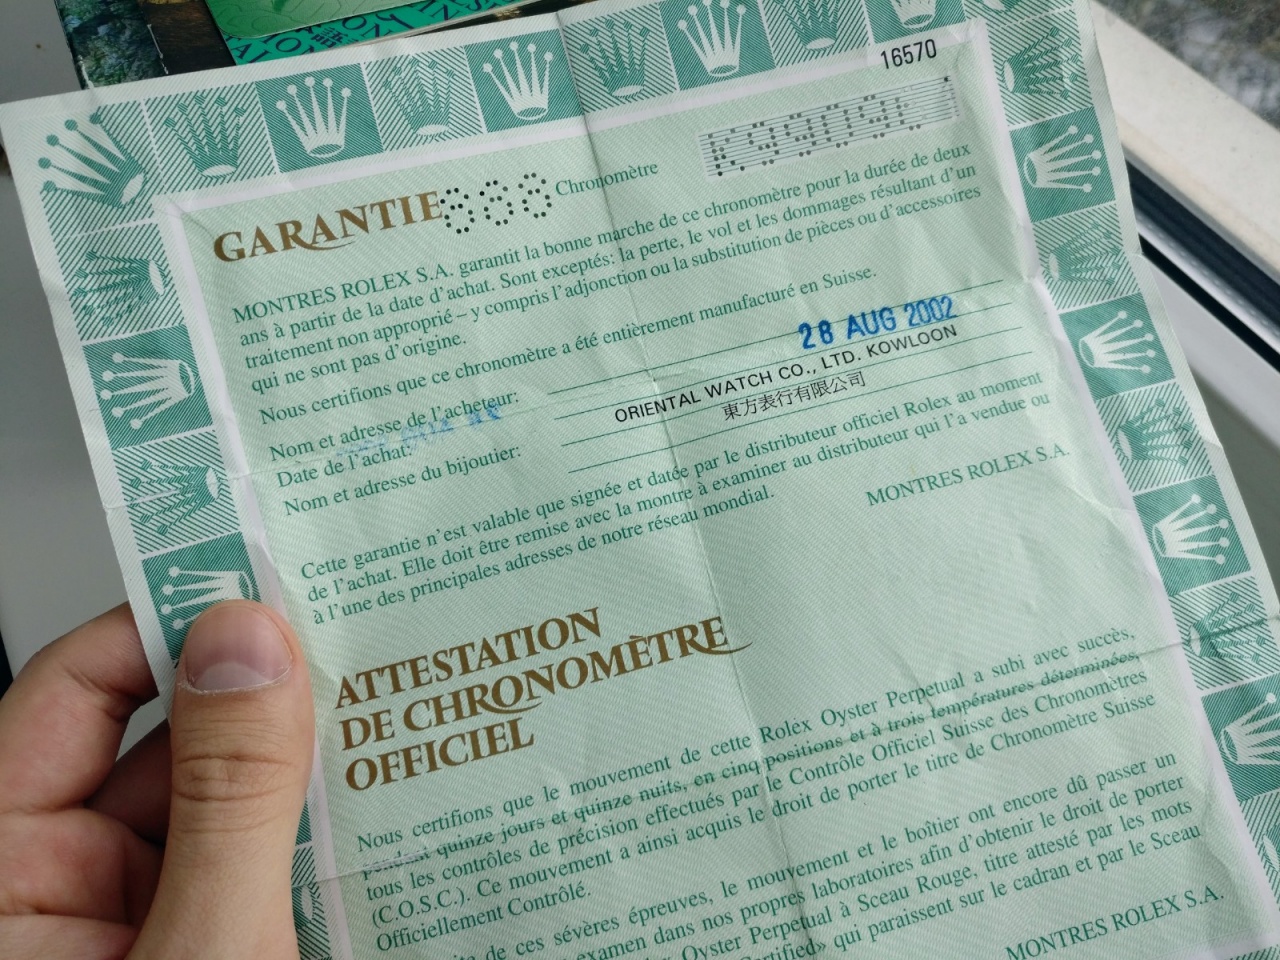 16570
GARANTIE Chronomètre
MONTRES ROLEX S.A. garantit la bonne marche de ce chronomètre pour la durée de deux
ans à partir de la date d'achat. Sont exceptés: la perte, le vol et les dommages résultant d'un
traitement non approprié – y compris l'adjonction ou la substitution de pièces ou d'accessoires
qui ne sont pas d'origine.
Nous certifions que ce chronomètre a été entièrement manufacturé en Suisse.
Nom et adresse de l'acheteur:
Date de l'achat: 28 AUG 2002
Nom et adresse du bijoutier: ORIENTAL WATCH CO., LTD. KOWLOON
東方表行有限公司
Cette garantie n'est valable que signée et datée par le distributeur officiel Rolex au moment
de l'achat. Elle doit être remise avec la montre à examiner au distributeur qui l'a vendue ou
à l'une des principales adresses de notre réseau mondial.
MONTRES ROLEX S.A.
ATTESTATION
DE CHRONOMÈTRE
OFFICIEL
Nous certifions que le mouvement de cette Rolex Oyster Perpetual a subi avec succès,
quinze jours et quinze nuits, en cinq positions et à trois températures déterminées,
tous les contrôles de précision effectués par le Contrôle Officiel Suisse des Chronomètres
(C.O.S.C.). Ce mouvement a ainsi acquis le droit de porter le titre de Chronomètre Suisse
Officiellement Contrôlé.
de ces sévères épreuves, le mouvement et le boîtier ont encore dû passer un
examen dans nos propres laboratoires afin d'obtenir le droit de porter
Oyster Perpetual à Sceau Rouge, titre attesté par les mots
Certified» qui paraissent sur le cadran et par le Sceau
MONTRES ROLEX S.A.